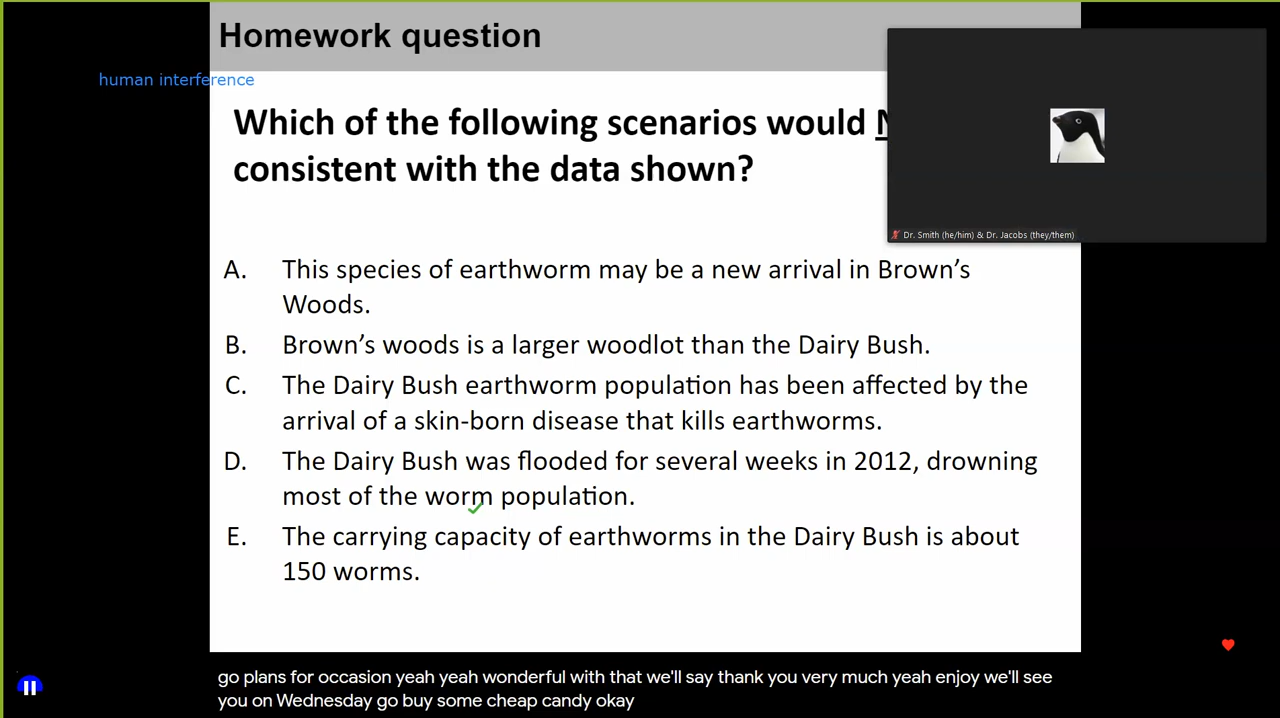 Homework question
human interference
Which of the following scenarios would
consistent with the data shown?
Dr. Smith (he/him) & Dr. Jacobs (they/them)
A. This species of earthworm may be a new arrival in Brown's
Woods.
B. Brown's woods is a larger woodlot than the Dairy Bush.
C. The Dairy Bush earthworm population has been affected by the
arrival of a skin-born disease that kills earthworms.
D. The Dairy Bush was flooded for several weeks in 2012, drowning
most of the worm population.
E. The carrying capacity of earthworms in the Dairy Bush is about
150 worms.
go plans for occasion yeah yeah wonderful with that we'll say thank you very much yeah enjoy we'll see
you on Wednesday go buy some cheap candy okay